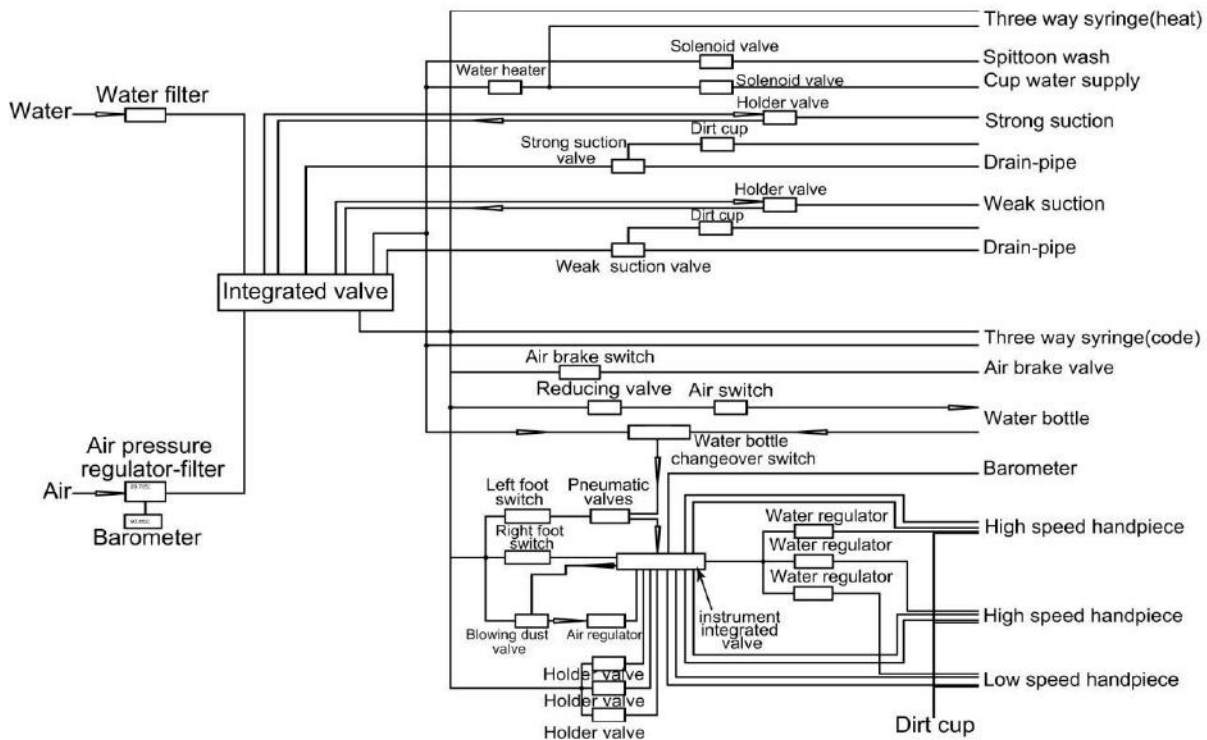 Three way syringe(heat)
Solenoid valve
Spittoon wash
Water heater
Solenoid valve
Cup water supply
Water filter
Water
Holder valve
Strong suction
Dirt cup
Strong suction
valve
Drain-pipe
Holder valve
Weak suction
Dirt cup
Drain-pipe
Weak suction valve
Integrated valve
Three way syringe(code)
Air brake switch
Air brake valve
Reducing valve
Air switch
Water bottle
Water bottle
changeover switch
Air pressure
regulator-filter
Air
Barometer
Barometer
Left foot
switch
Pneumatic
valves
Right foot
switch
Water regulator
High speed handpiece
Water regulator
Water regulator
instrument
integrated
valve
High speed handpiece
Blowing dust
valve
Air regulator
Holder valve
Holder valve
Holder valve
Low speed handpiece
Dirt cup